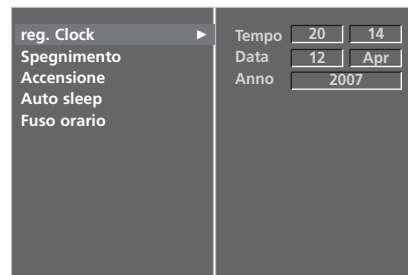 reg. Clock ►
Spegnimento
Accensione
Auto sleep
Fuso orario
Tempo 20 14
Data 12 Apr
Anno 2007